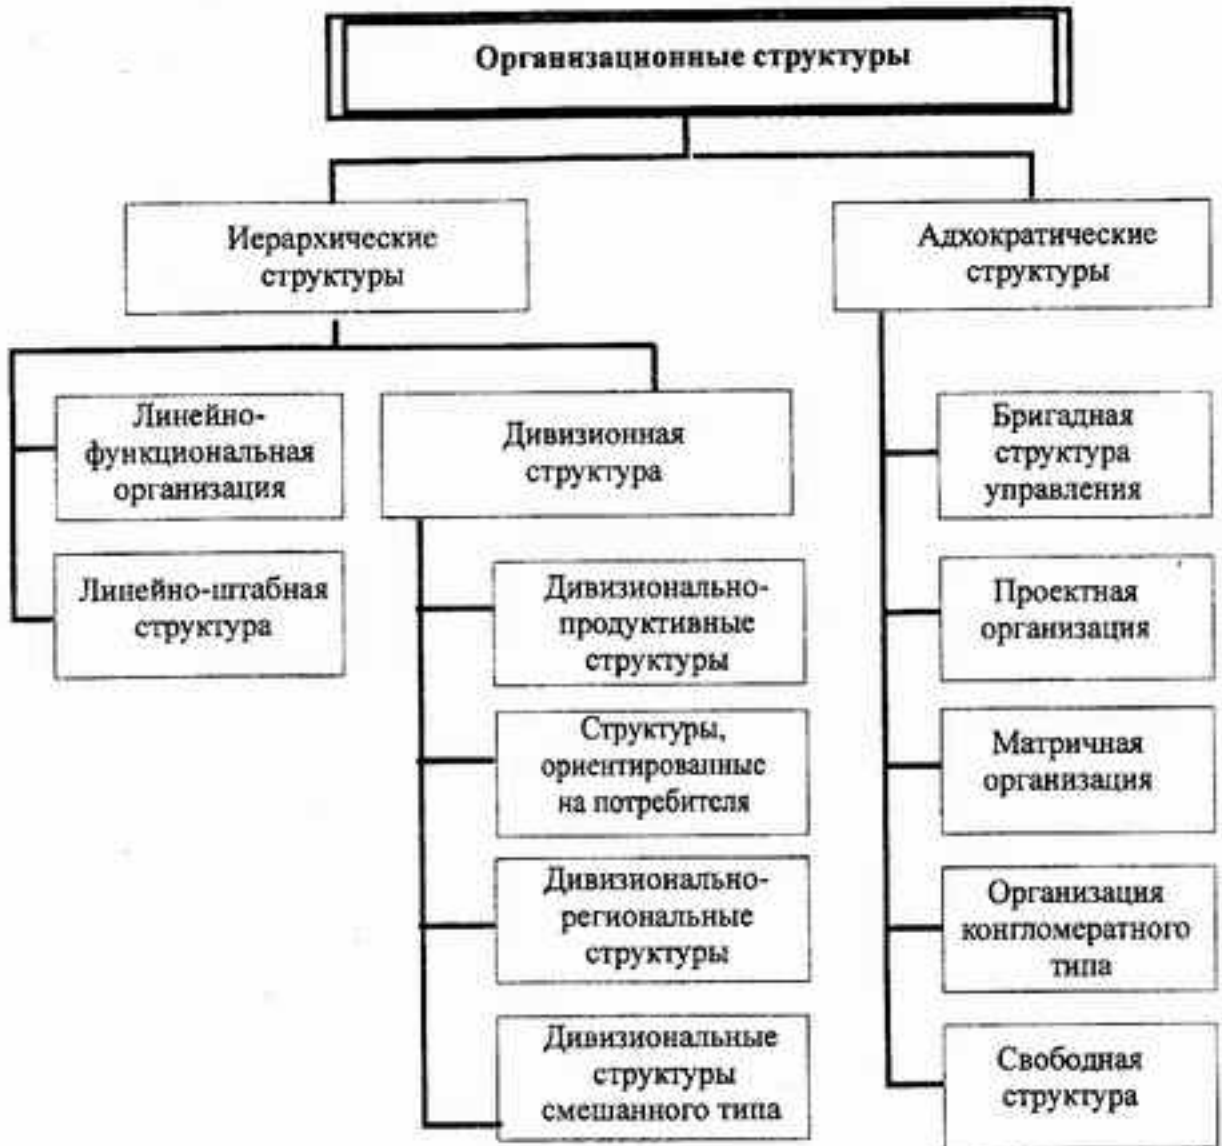 Организационные структуры
Иерархические
структуры
Адхократические
структуры
Линейно-
функциональная
организация
Линейно-штабная
структура
Дивизионная
структура
Дивизионально-
продуктивные
структуры
Структуры,
ориентированные
на потребителя
Дивизионально-
региональные
структуры
Дивизиональные
структуры
смешанного типа
Бригадная
структура
управления
Проектная
организация
Матричная
организация
Организация
конгломератного
типа
Свободная
структура